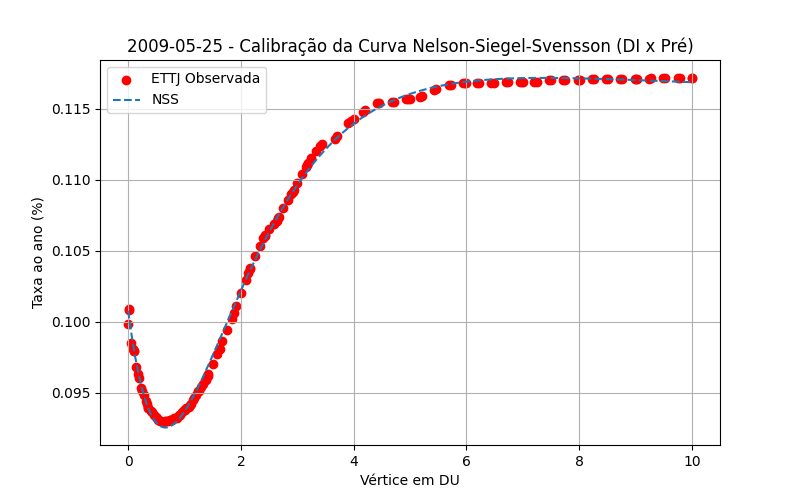 2009-05-25 - Calibração da Curva Nelson-Siegel-Svensson (DI x Pré)
ETTJ Observada
NSS
Taxa ao ano (%)
0.115
0.110
0.105
0.100
0.095
0 2 4 6 8 10
Vértice em DU